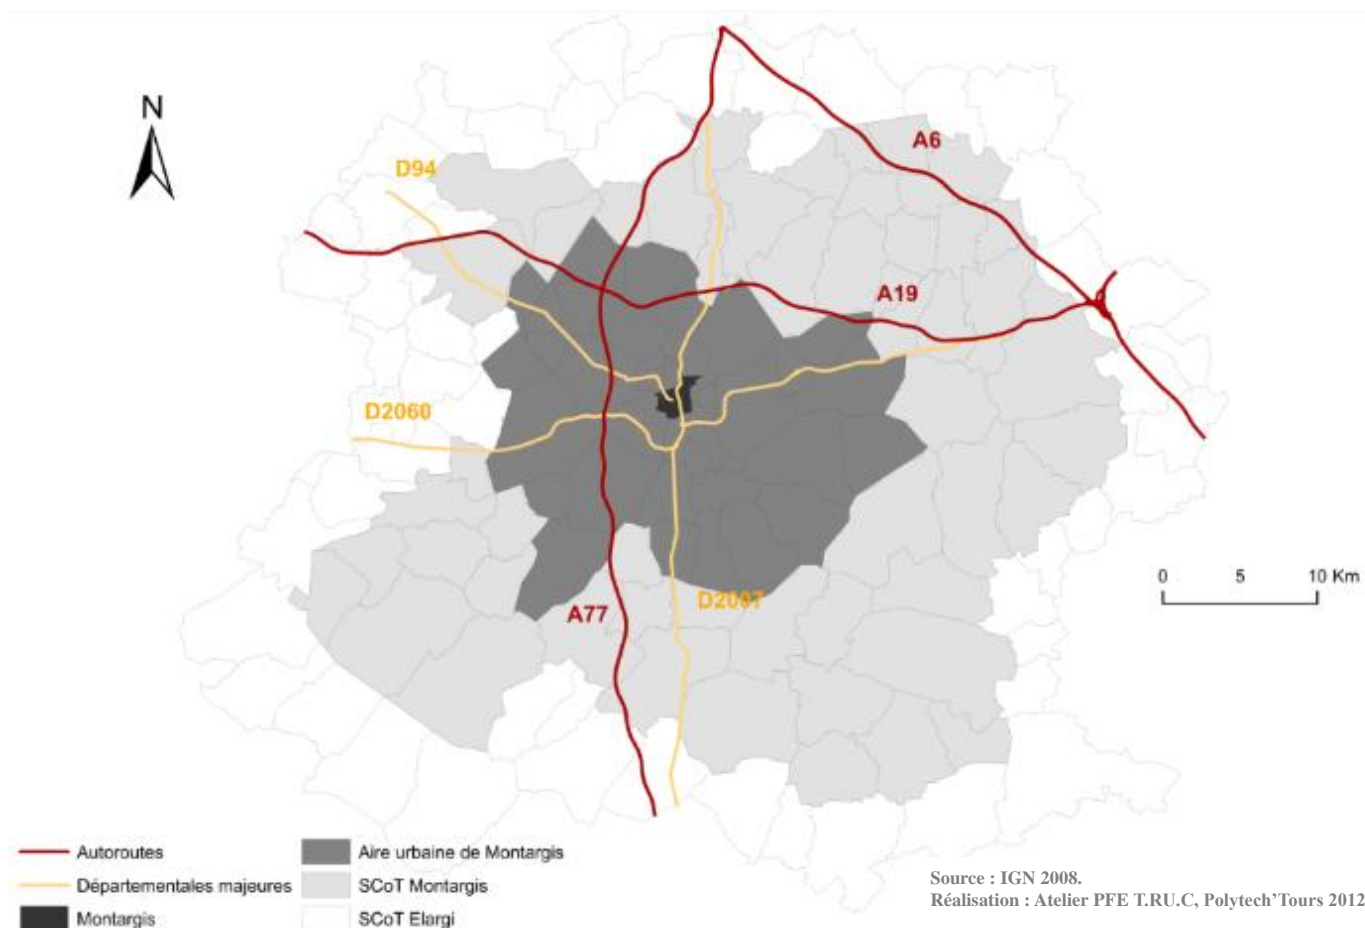 N
D94
A6
A19
D2060
0 5 10 Km
A77
D2007
Autoroutes
Départementales majeures
Montargis
Aire urbaine de Montargis
SCoT Montargis
SCoT Elargi
Source : IGN 2008.
Réalisation : Atelier PFE T.RU.C, Polytech'Tours 2012